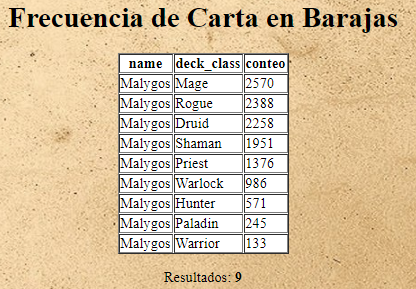 Frecuencia de Carta en Barajas
name deck_class conteo
Malygos Mage 2570
Malygos Rogue 2388
Malygos Druid 2258
Malygos Shaman 1951
Malygos Priest 1376
Malygos Warlock 986
Malygos Hunter 571
Malygos Paladin 245
Malygos Warrior 133
Resultados: 9